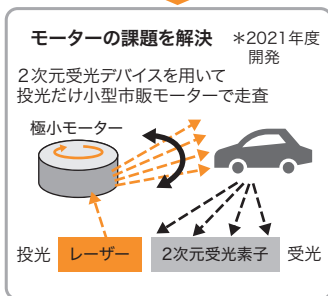 モーターの課題を解決 ＊2021年度
開発
２次元受光デバイスを用いて
投光だけ小型市販モーターで走査
極小モーター
投光 レーザー 2次元受光素子 受光